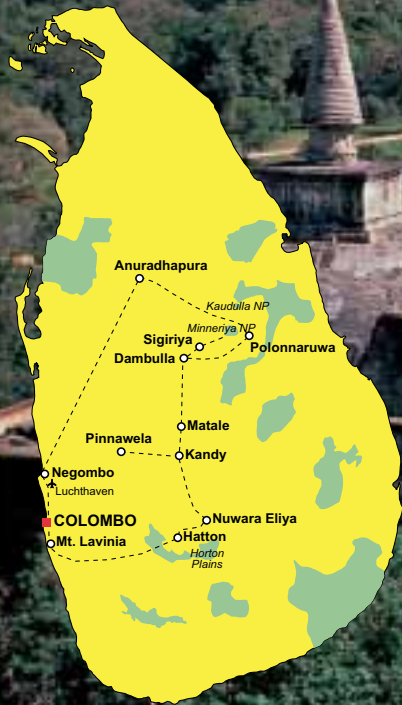 Anuradhapura
Kaudulla NP
Minneriya NP
Sigiriya
Polonnaruwa
Dambulla
Matale
Pinnawela
Kandy
Negombo
Luchthaven
COLOMBO
Nuwara Eliya
Mt. Lavinia
Hatton
Horton
Plains